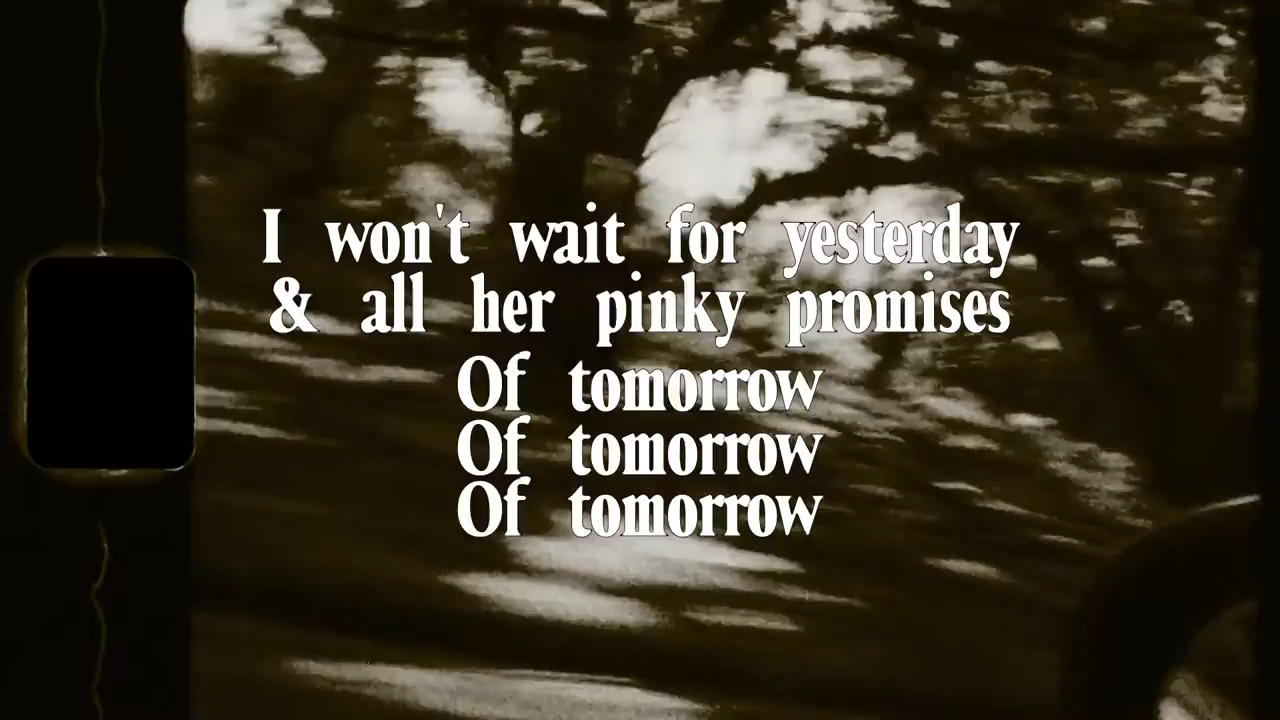 I won't wait for yesterday
& all her pinky promises
Of tomorrow
Of tomorrow
Of tomorrow